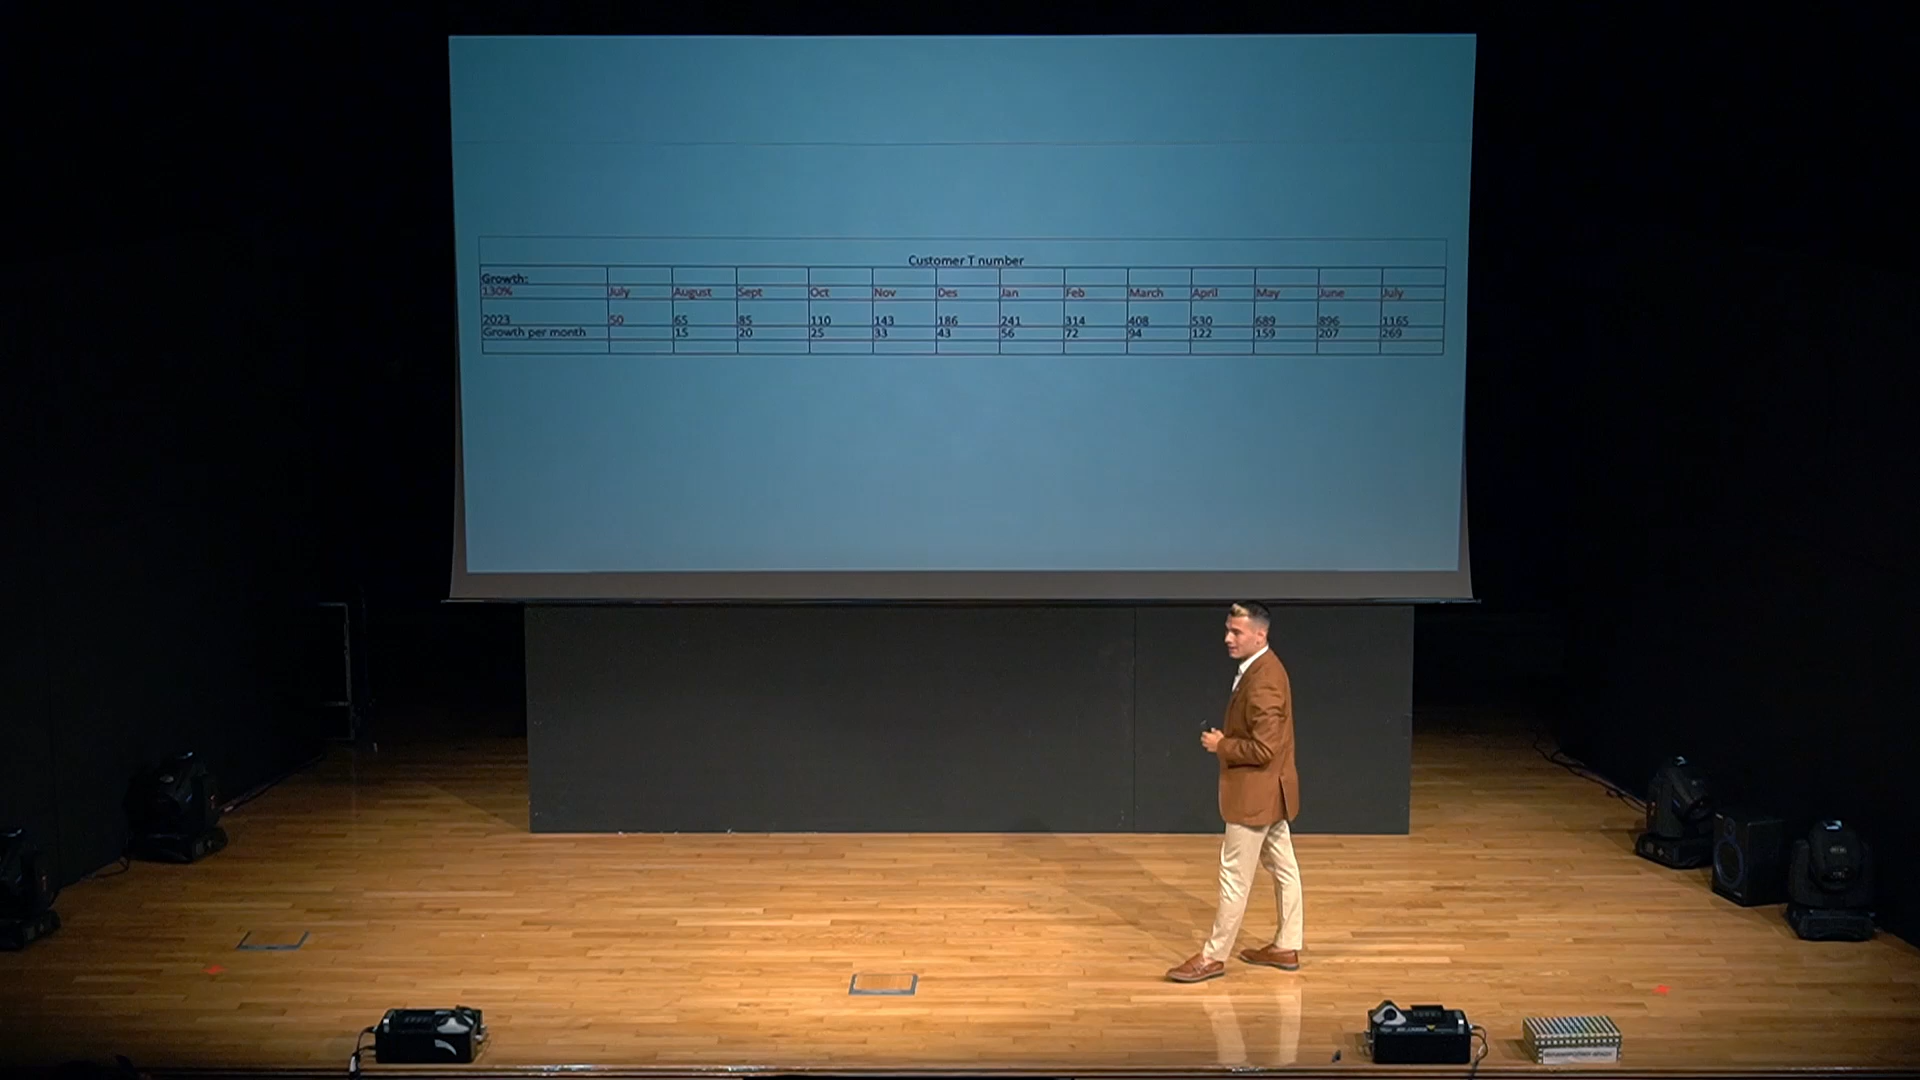 Customer T number
Growth:
130% July August Sept Oct Nov Des Jan Feb March April May June July
2023 50 65 85 110 143 186 241 314 408 530 689 896 1165
Growth per month 15 20 25 33 43 56 72 94 122 159 207 269